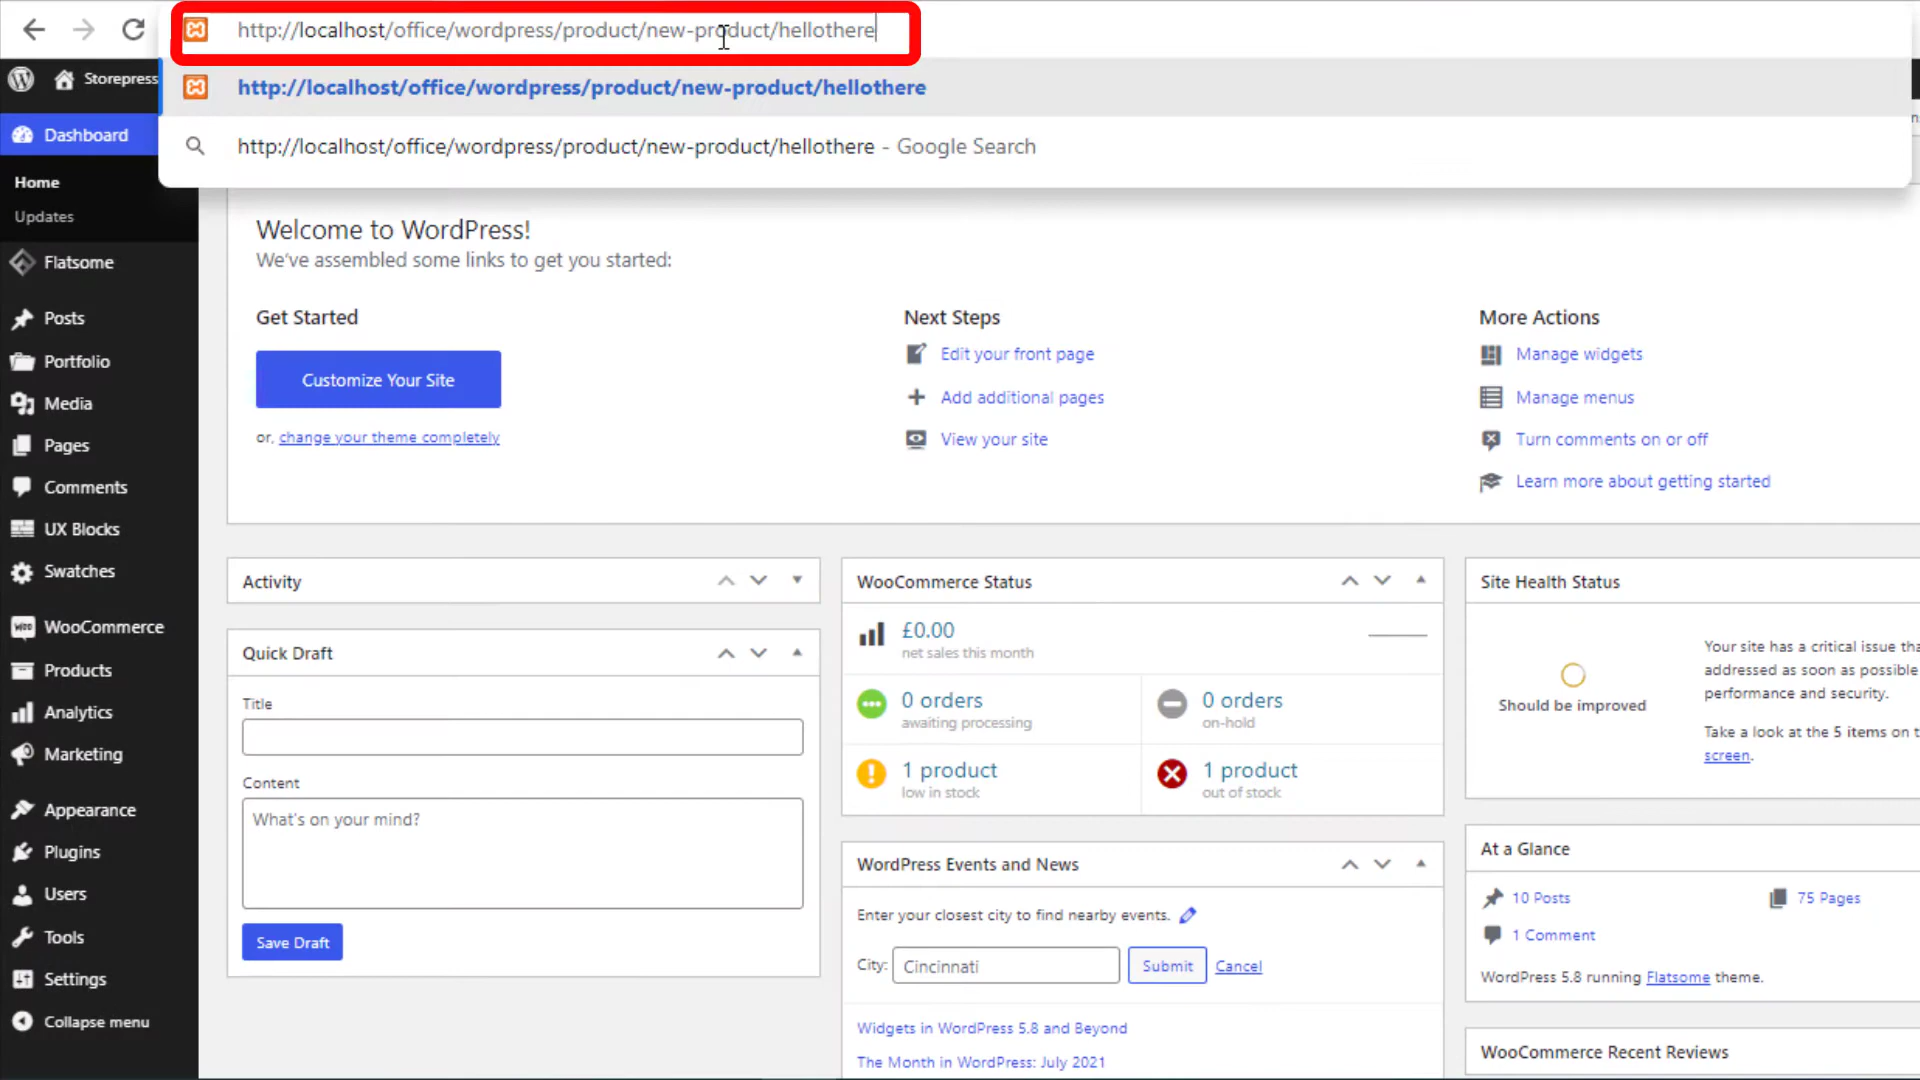 http://localhost/office/wordpress/product/new-product/hellothere
http://localhost/office/wordpress/product/new-product/hellothere
http://localhost/office/wordpress/product/new-product/hellothere - Google Search
Storepress
Dashboard
Home
Updates
Flatsome
Posts
Portfolio
Media
Pages
Comments
UX Blocks
Swatches
WooCommerce
Products
Analytics
Marketing
Appearance
Plugins
Users
Tools
Settings
Collapse menu
Welcome to WordPress!
We've assembled some links to get you started:
Get Started
Customize Your Site
or, change your theme completely
Next Steps
Edit your front page
Add additional pages
View your site
More Actions
Manage widgets
Manage menus
Turn comments on or off
Learn more about getting started
Activity
Quick Draft
Title
Content
What's on your mind?
Save Draft
WooCommerce Status
£0.00
net sales this month
0 orders
awaiting processing
0 orders
on-hold
1 product
low in stock
1 product
out of stock
WordPress Events and News
Enter your closest city to find nearby events.
City: Cincinnati Submit Cancel
Widgets in WordPress 5.8 and Beyond
The Month in WordPress: July 2021
Site Health Status
Should be improved
Your site has a critical issue tha
addressed as soon as possible
performance and security.
Take a look at the 5 items on t
screen.
At a Glance
10 Posts
75 Pages
1 Comment
WordPress 5.8 running Flatsome theme.
WooCommerce Recent Reviews